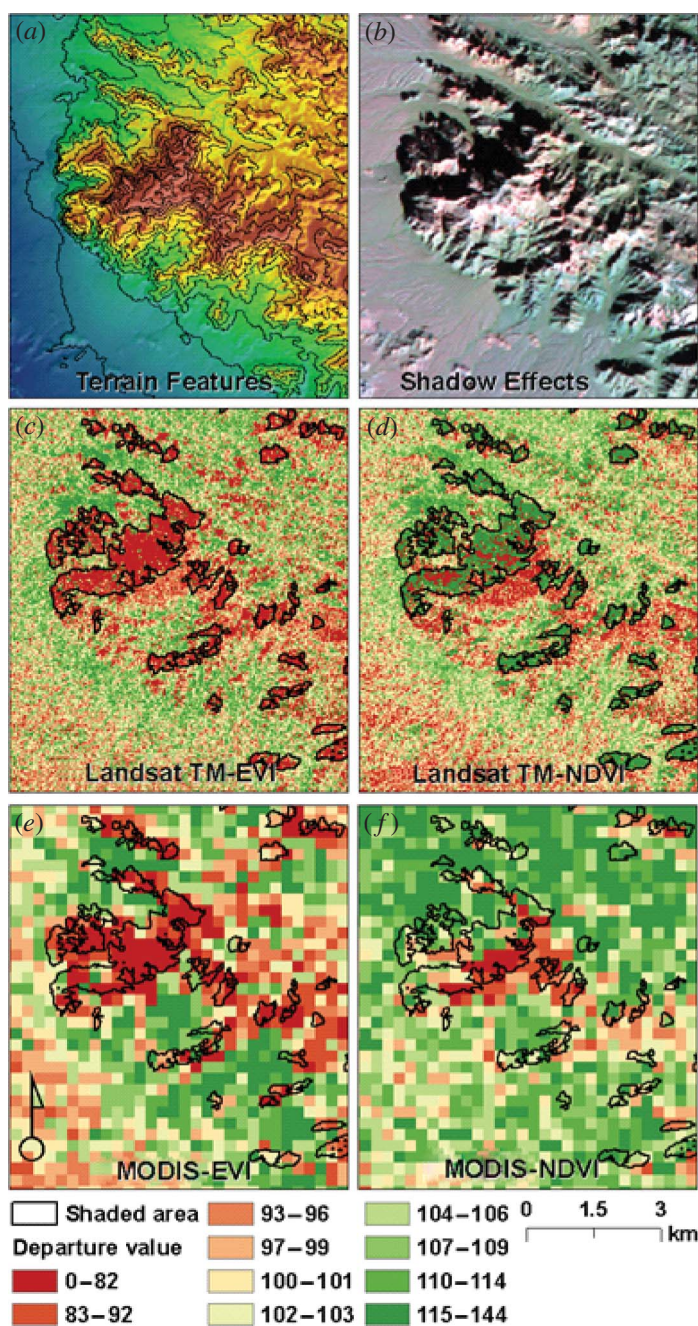 (a)
(b)
Terrain Features
Shadow Effects
(c)
(d)
Landsat TM-EVI
Landsat TM-NDVI
(e)
(f)
MODIS-EVI
MODIS-NDVI
Shaded area
Departure value
0–82
83–92
93–96
97–99
100–101
102–103
104–106
107–109
110–114
115–144
0 1.5 3
km